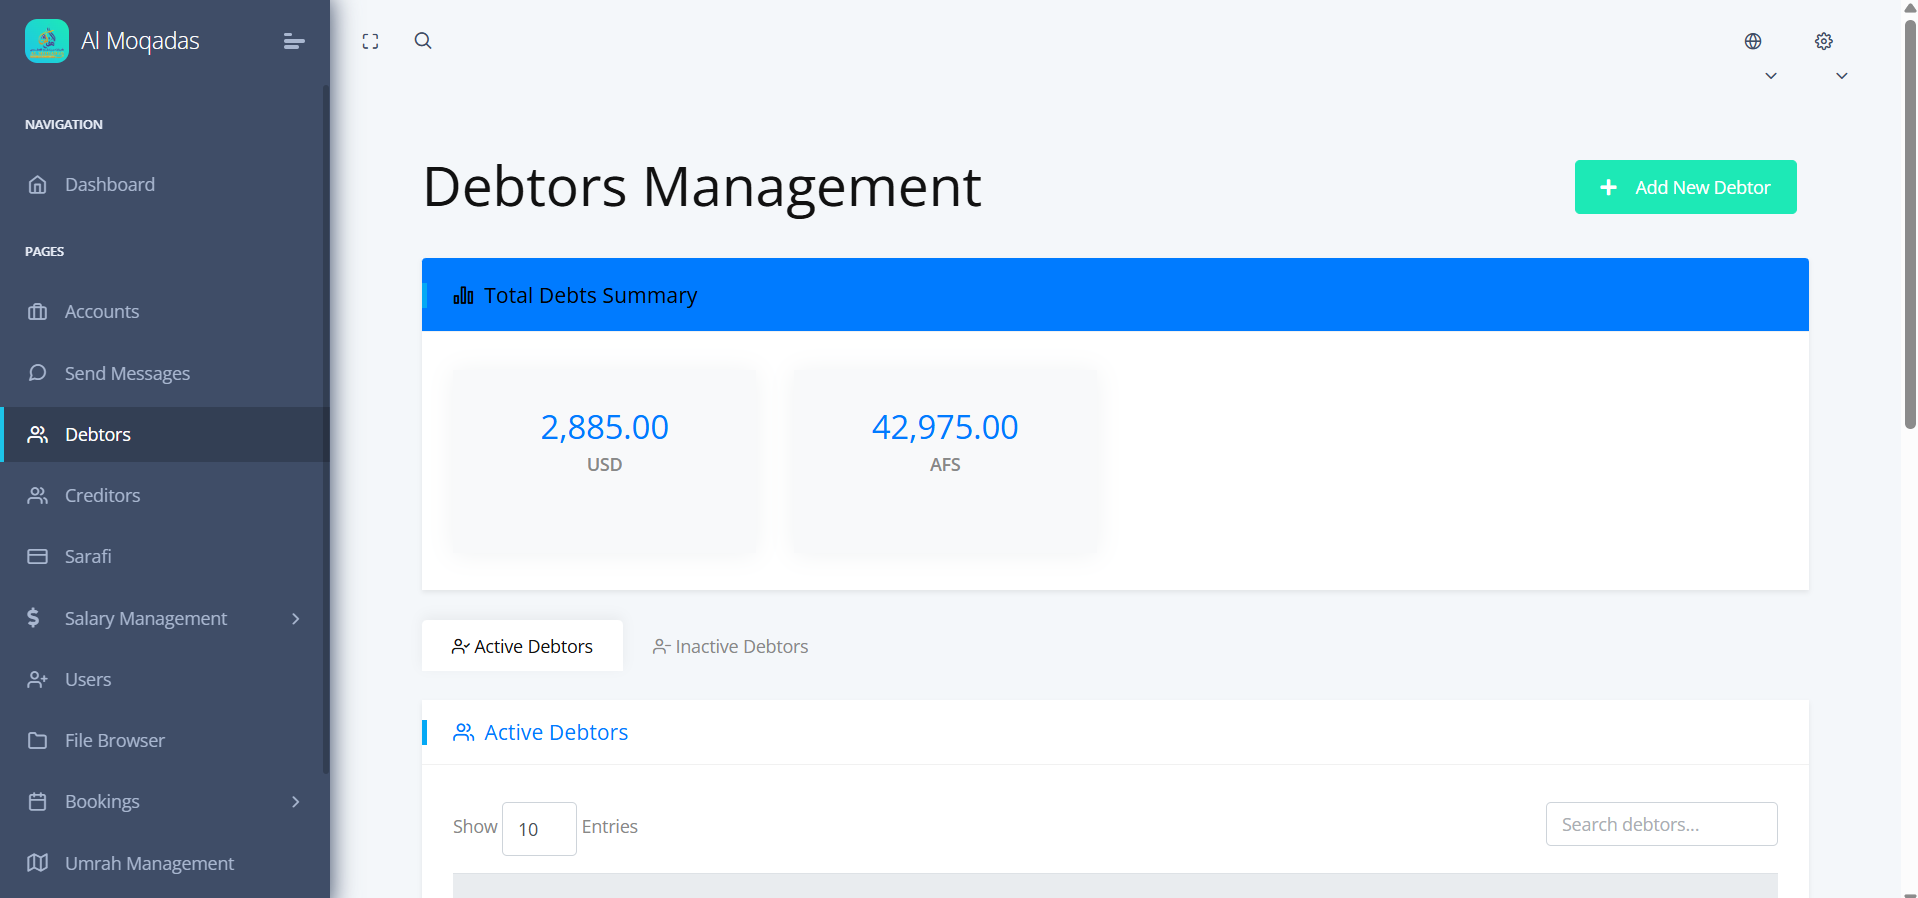 Al Moqadas
NAVIGATION
Dashboard
PAGES
Accounts
Send Messages
Debtors
Creditors
Sarafi
Salary Management
Users
File Browser
Bookings
Umrah Management
Debtors Management
Add New Debtor
Total Debts Summary
2,885.00
USD
42,975.00
AFS
Active Debtors
Inactive Debtors
Active Debtors
Show 10 Entries
Search debtors...